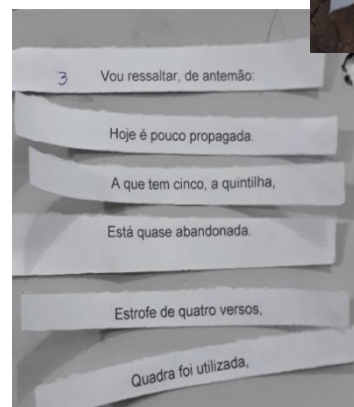 3 Vou ressaltar, de antemão:
Hoje é pouco propagada.
A que tem cinco, a quintilha,
Está quase abandonada.
Estrofe de quatro versos,
Quadra foi utilizada,